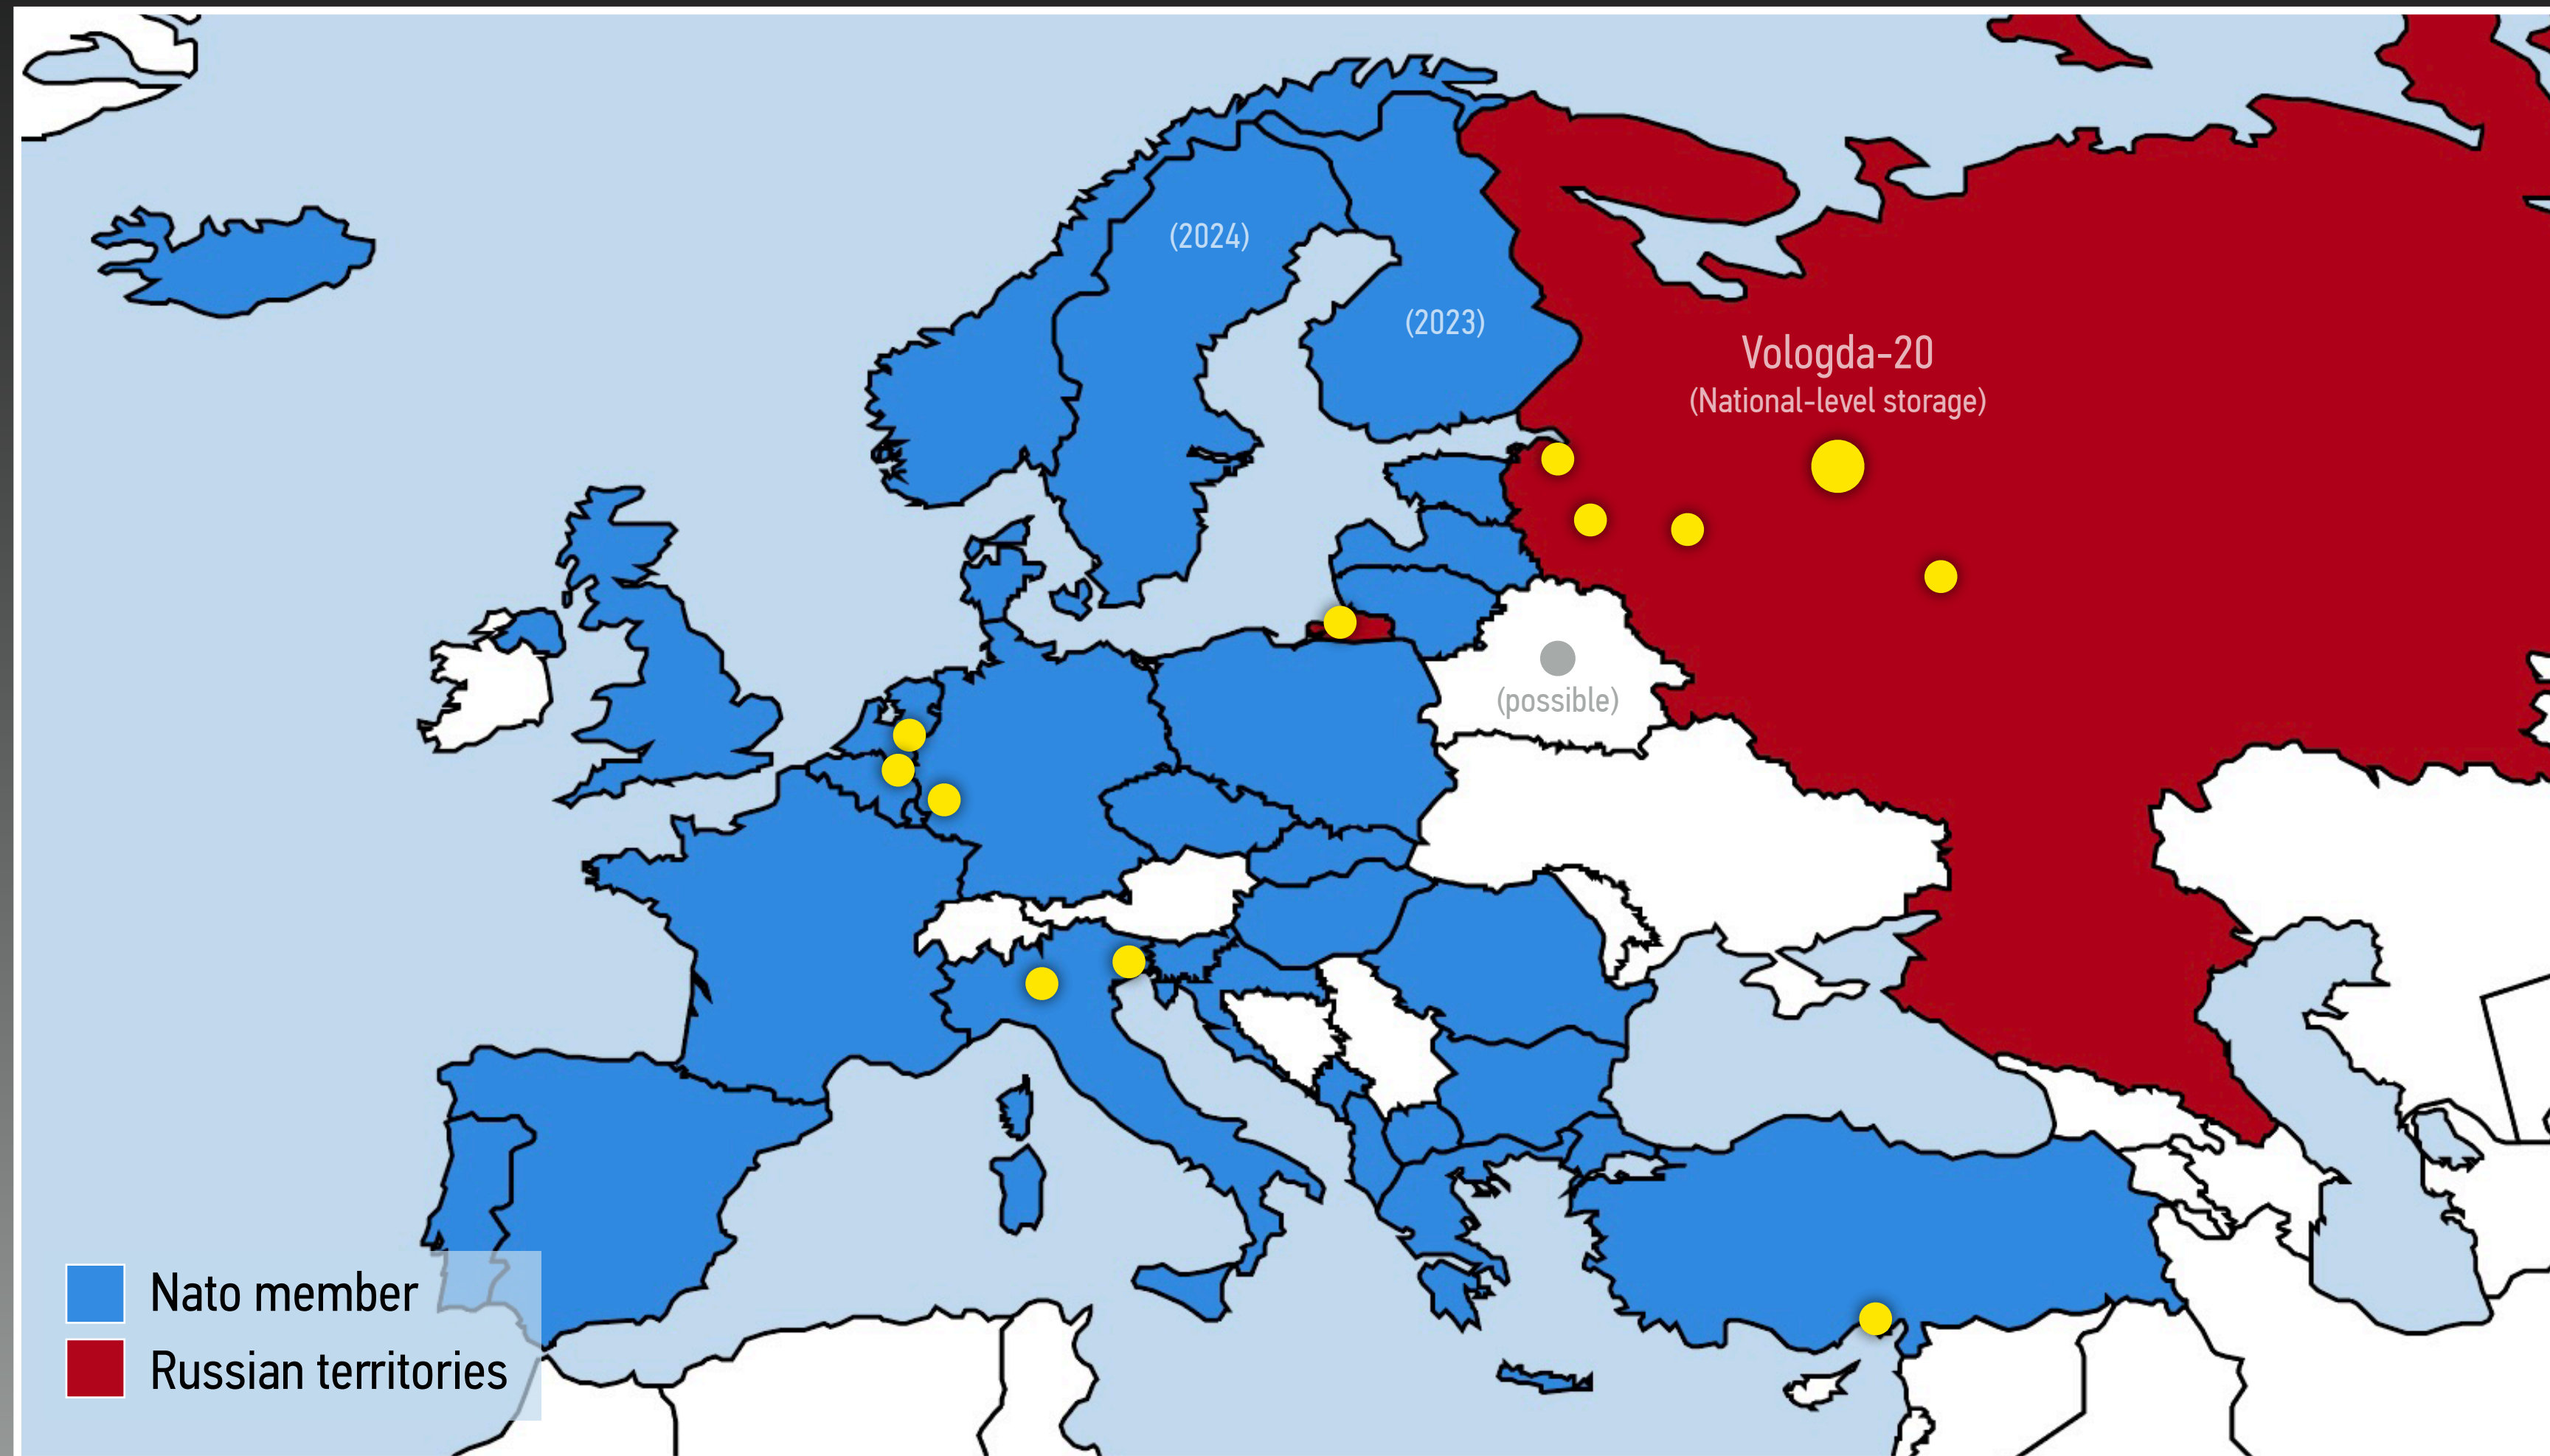 (2024)
(2023)
Vologda-20
(National-level storage)
(possible)
Nato member
Russian territories